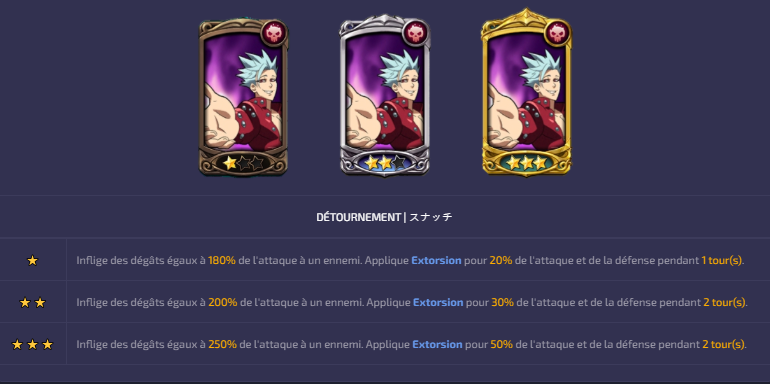 DÉTOURNEMENT | スナッチ
Inflige des dégâts égaux à 180% de l'attaque à un ennemi. Applique Extorsion pour 20% de l'attaque et de la défense pendant 1 tour(s).
Inflige des dégâts égaux à 200% de l'attaque à un ennemi. Applique Extorsion pour 30% de l'attaque et de la défense pendant 2 tour(s).
Inflige des dégâts égaux à 250% de l'attaque à un ennemi. Applique Extorsion pour 50% de l'attaque et de la défense pendant 2 tour(s).